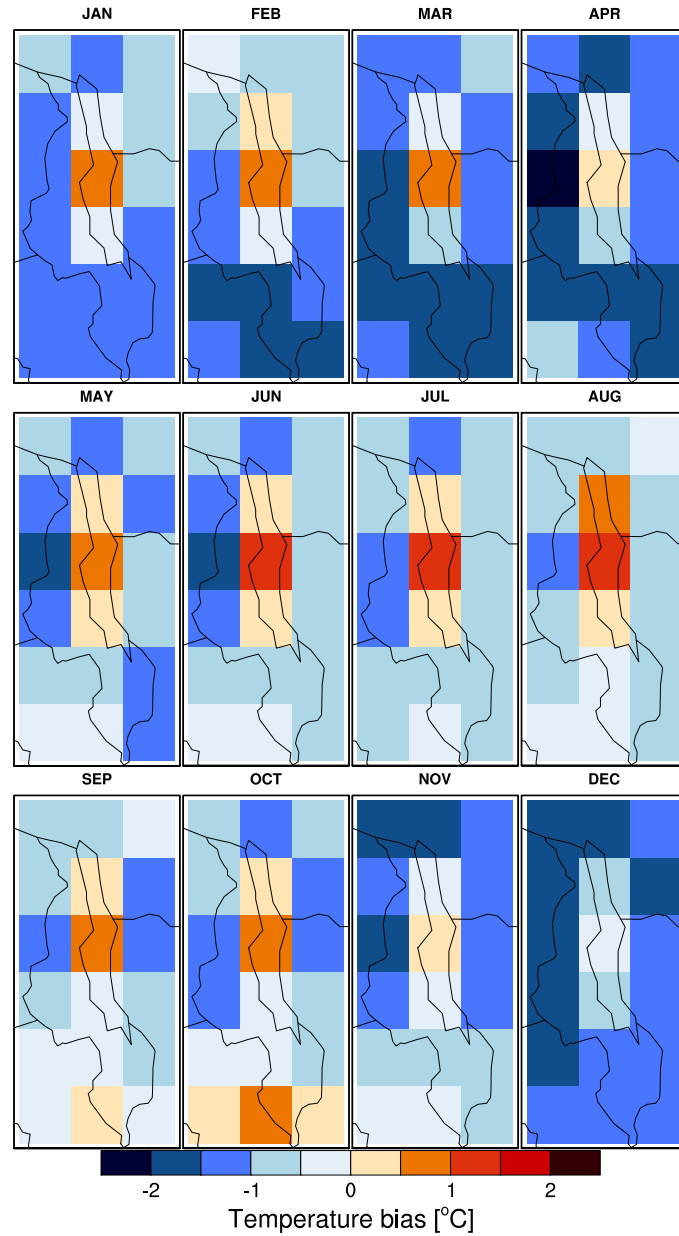 JAN FEB MAR APR
MAY JUN JUL AUG
SEP OCT NOV DEC
-2 -1 0 1 2
Temperature bias [°C]